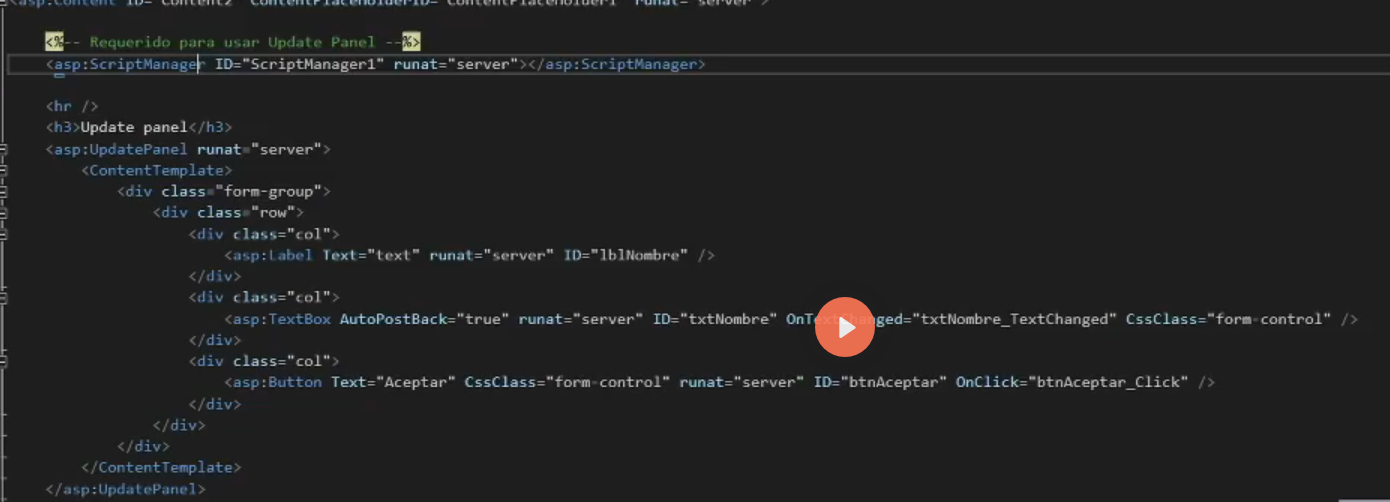 <asp:Content ID="Content2" ContentPlaceHolderID="ContentPlaceHolder1" runat="server">
<%-- Requerido para usar Update Panel --%>
<asp:ScriptManager ID="ScriptManager1" runat="server"></asp:ScriptManager>
<hr />
<h3>Update panel</h3>
<asp:UpdatePanel runat="server">
<ContentTemplate>
<div class="form-group">
<div class="row">
<div class="col">
<asp:Label Text="text" runat="server" ID="lblNombre" />
</div>
<div class="col">
<asp:TextBox AutoPostBack="true" runat="server" ID="txtNombre" OnTextChanged="txtNombre_TextChanged" CssClass="form-control" />
</div>
<div class="col">
<asp:Button Text="Aceptar" CssClass="form-control" runat="server" ID="btnAceptar" OnClick="btnAceptar_Click" />
</div>
</div>
</div>
</ContentTemplate>
</asp:UpdatePanel>